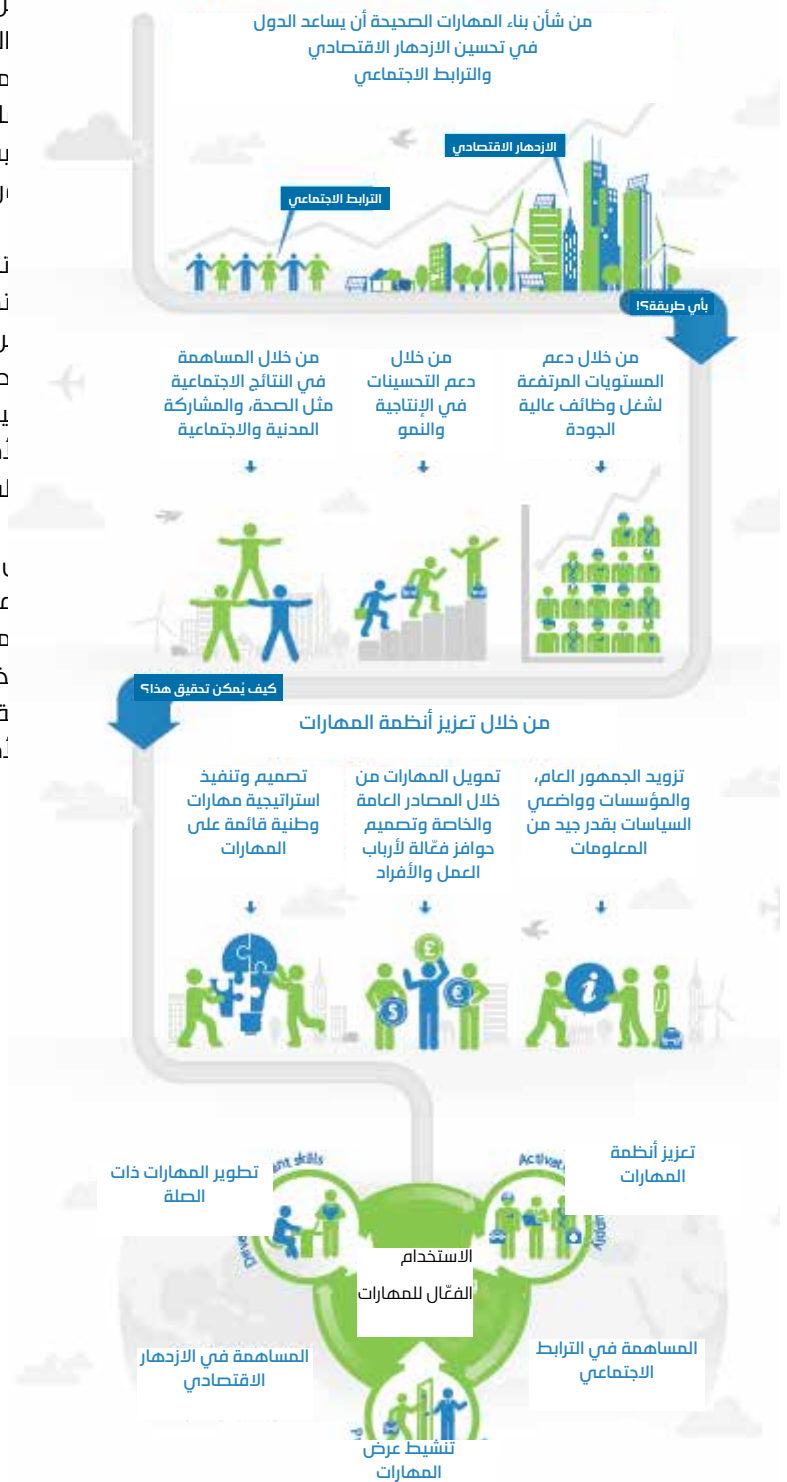 من شأن بناء المهارات الصحيحة أن يساعد الدول
في تحسين الازدهار الاقتصادي
والترابط الاجتماعي
الازدهار الاقتصادي
الترابط الاجتماعي
بأي طريقة؟!
من خلال دعم
المستويات المرتفعة
لشغل وظائف عالية
الجودة
من خلال
دعم التحسينات
في الإنتاجية
والنمو
من خلال المساهمة
في النتائج الاجتماعية
مثل الصحة، والمشاركة
المدنية والاجتماعية
كيف يُمكن تحقيق هذا؟
من خلال تعزيز أنظمة المهارات
تزويد الجمهور العام،
والمؤسسات وواضعي
السياسات بقدر جيد من
المعلومات
تمويل المهارات من
خلال المصادر العامة
والخاصة وتصميم
حوافز فعّالة لأرباب
العمل والأفراد
تصميم وتنفيذ
استراتيجية مهارات
وطنية قائمة على
المهارات
£
$
€
i
تعزيز أنظمة
المهارات
تطوير المهارات ذات
الصلة
skills
الاستخدام
الفعّال للمهارات
المساهمة في الترابط
الاجتماعي
المساهمة في الازدهار
الاقتصادي
تنشيط عرض
المهارات